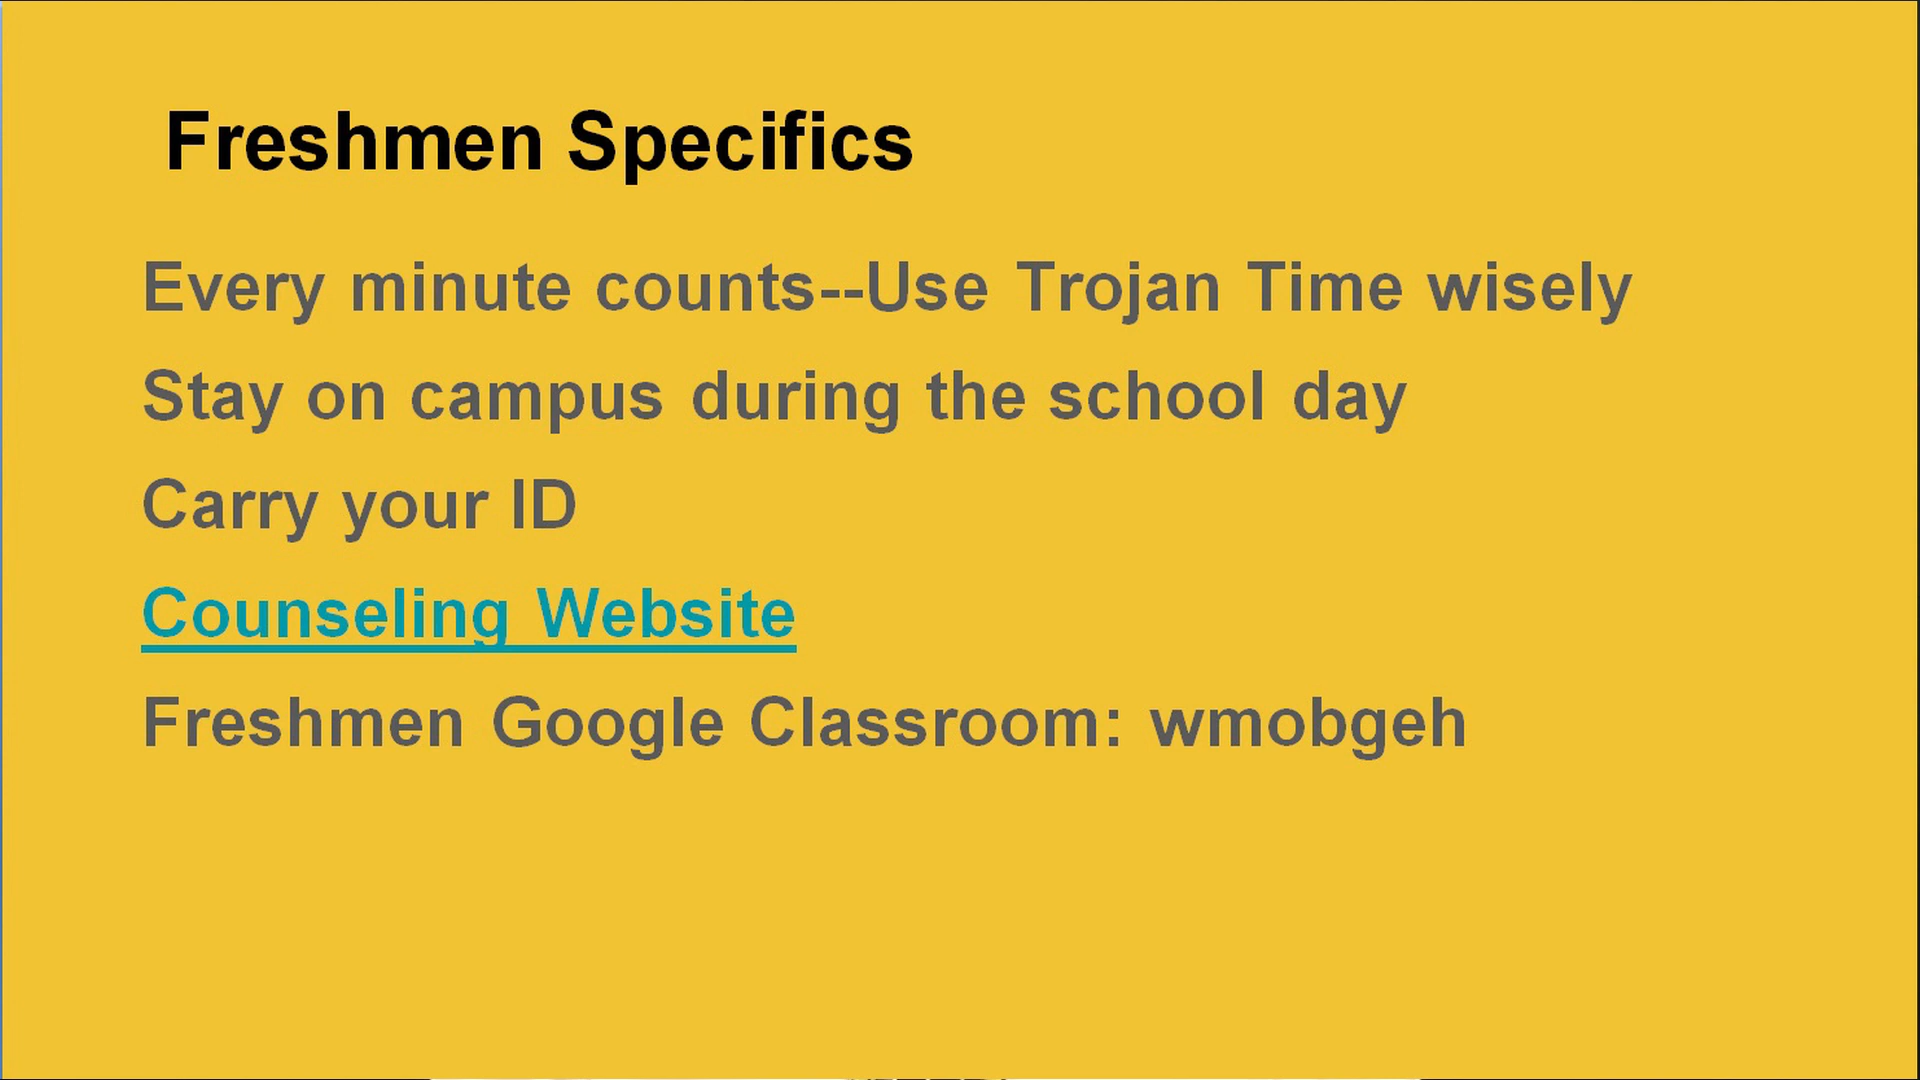 Freshmen Specifics
Every minute counts--Use Trojan Time wisely
Stay on campus during the school day
Carry your ID
Counseling Website
Freshmen Google Classroom: wmobgeh